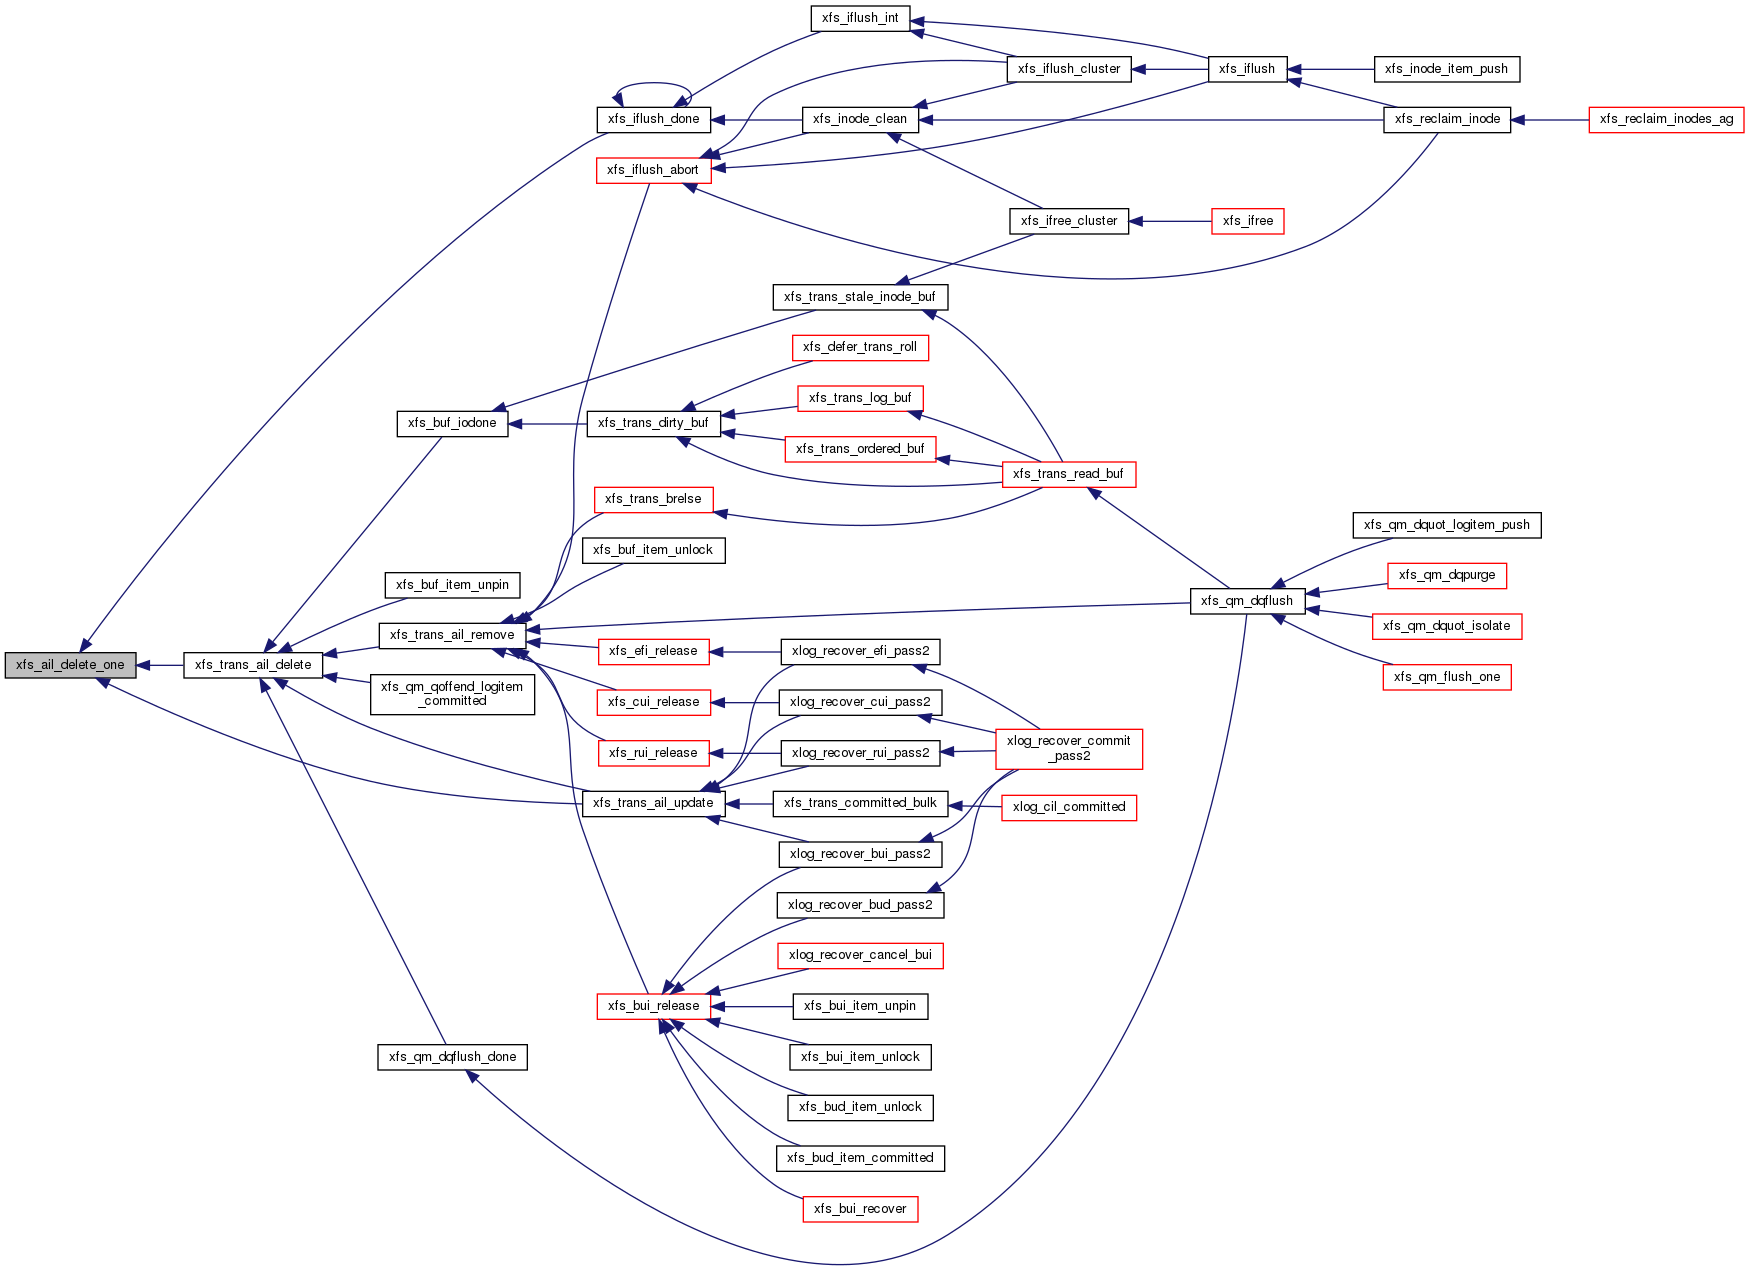 xfs_iflush_int
xfs_iflush_cluster
xfs_iflush
xfs_inode_item_push
xfs_iflush_done
xfs_inode_clean
xfs_reclaim_inode
xfs_reclaim_inodes_ag
xfs_iflush_abort
xfs_ifree_cluster
xfs_ifree
xfs_trans_stale_inode_buf
xfs_defer_trans_roll
xfs_trans_log_buf
xfs_buf_iodone
xfs_trans_dirty_buf
xfs_trans_ordered_buf
xfs_trans_read_buf
xfs_trans_brelse
xfs_qm_dquot_logitem_push
xfs_buf_item_unlock
xfs_qm_dqpurge
xfs_buf_item_unpin
xfs_qm_dqflush
xfs_qm_dquot_isolate
xfs_trans_ail_remove
xfs_efi_release
xlog_recover_efi_pass2
xfs_ail_delete_one
xfs_trans_ail_delete
xfs_qm_flush_one
xfs_qm_qoffend_logitem
_committed
xfs_cui_release
xlog_recover_cui_pass2
xfs_rui_release
xlog_recover_rui_pass2
xlog_recover_commit
_pass2
xfs_trans_ail_update
xfs_trans_committed_bulk
xlog_cil_committed
xlog_recover_bui_pass2
xlog_recover_bud_pass2
xlog_recover_cancel_bui
xfs_bui_release
xfs_bui_item_unpin
xfs_qm_dqflush_done
xfs_bui_item_unlock
xfs_bud_item_unlock
xfs_bud_item_committed
xfs_bui_recover